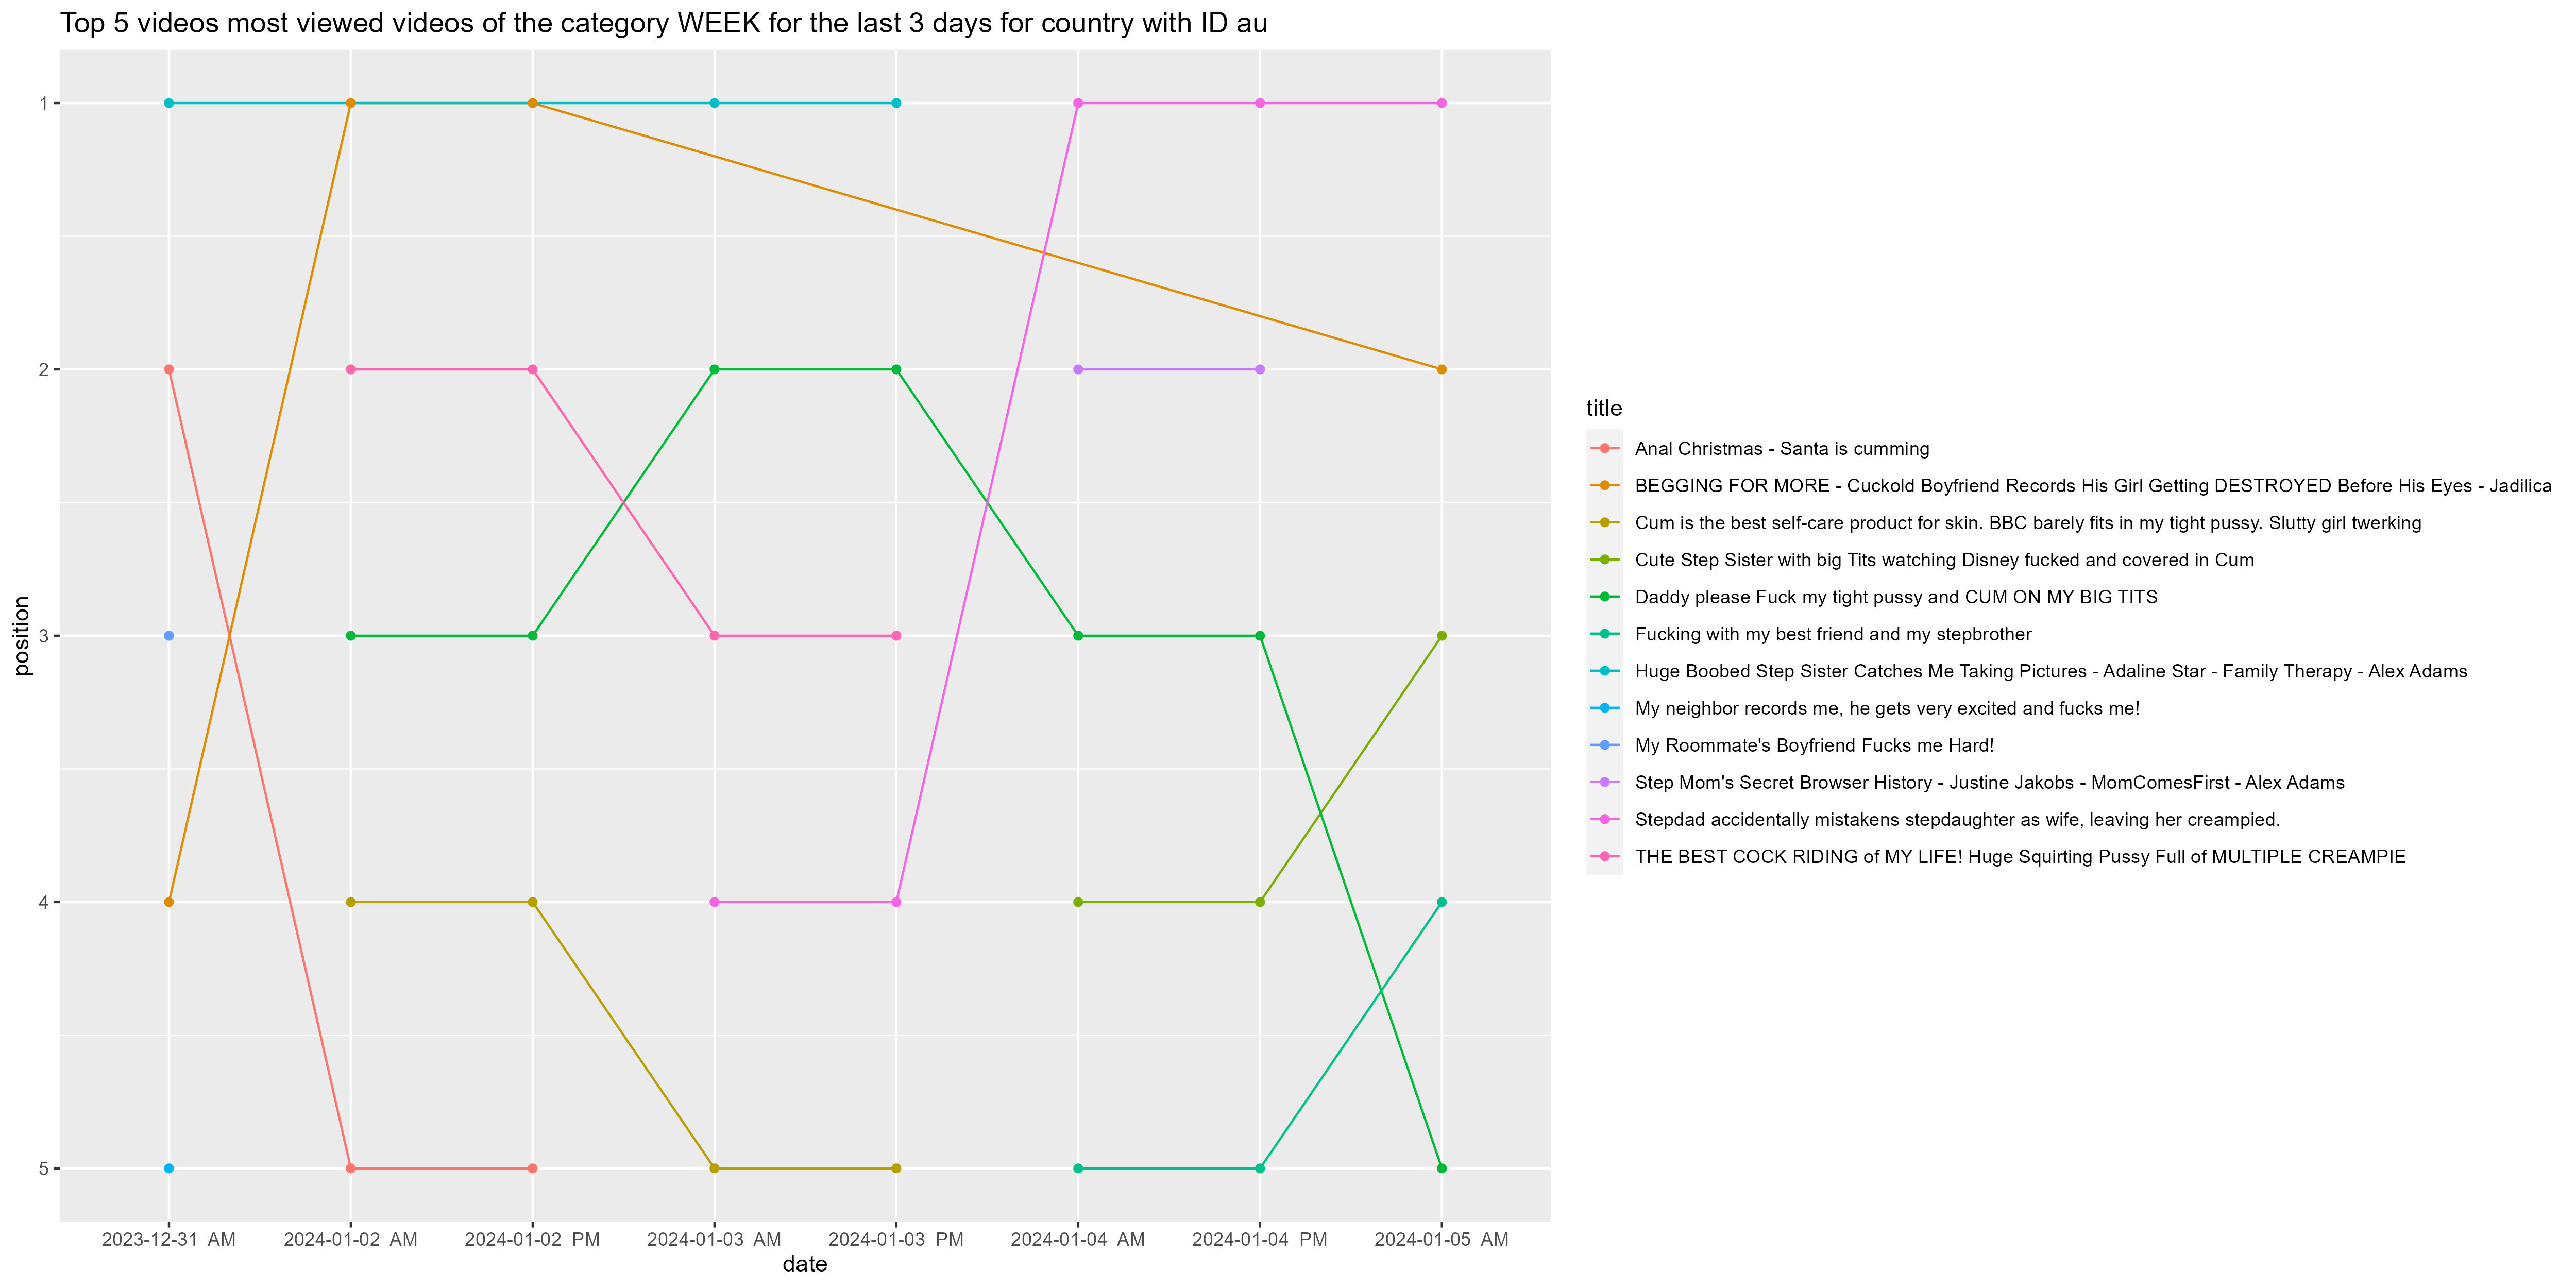 Top 5 videos most viewed videos of the category WEEK for the last 3 days for country with ID au
1
2
3
4
5
position
2023-12-31 AM
2024-01-02 AM
2024-01-02 PM
2024-01-03 AM
2024-01-03 PM
2024-01-04 AM
2024-01-04 PM
2024-01-05 AM
date
title
Anal Christmas - Santa is cumming
BEGGING FOR MORE - Cuckold Boyfriend Records His Girl Getting DESTROYED Before His Eyes - Jadilica
Cum is the best self-care product for skin. BBC barely fits in my tight pussy. Slutty girl twerking
Cute Step Sister with big Tits watching Disney fucked and covered in Cum
Daddy please Fuck my tight pussy and CUM ON MY BIG TITS
Fucking with my best friend and my stepbrother
Huge Boobed Step Sister Catches Me Taking Pictures - Adaline Star - Family Therapy - Alex Adams
My neighbor records me, he gets very excited and fucks me!
My Roommate's Boyfriend Fucks me Hard!
Step Mom's Secret Browser History - Justine Jakobs - MomComesFirst - Alex Adams
Stepdad accidentally mistakens stepdaughter as wife, leaving her creampied.
THE BEST COCK RIDING of MY LIFE! Huge Squirting Pussy Full of MULTIPLE CREAMPIE